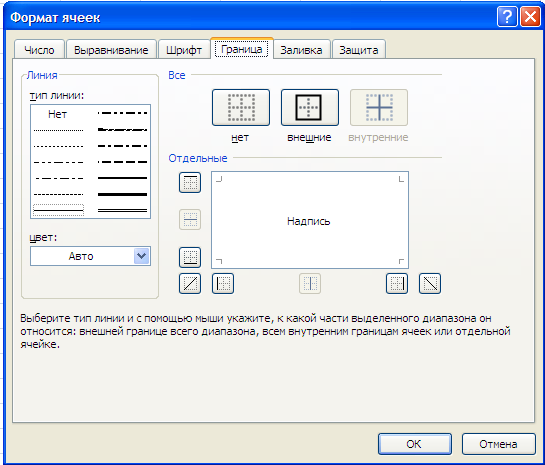 Формат ячеек
Число Выравнивание Шрифт Граница Заливка Защита
Линия
тип линии:
Нет
цвет:
Авто
Все
нет внешние внутренние
Отдельные
Надпись
Выберите тип линии и с помощью мыши укажите, к какой части выделенного диапазона он
относится: внешней границе всего диапазона, всем внутренним границам ячеек или отдельной
ячейке.
ОК Отмена